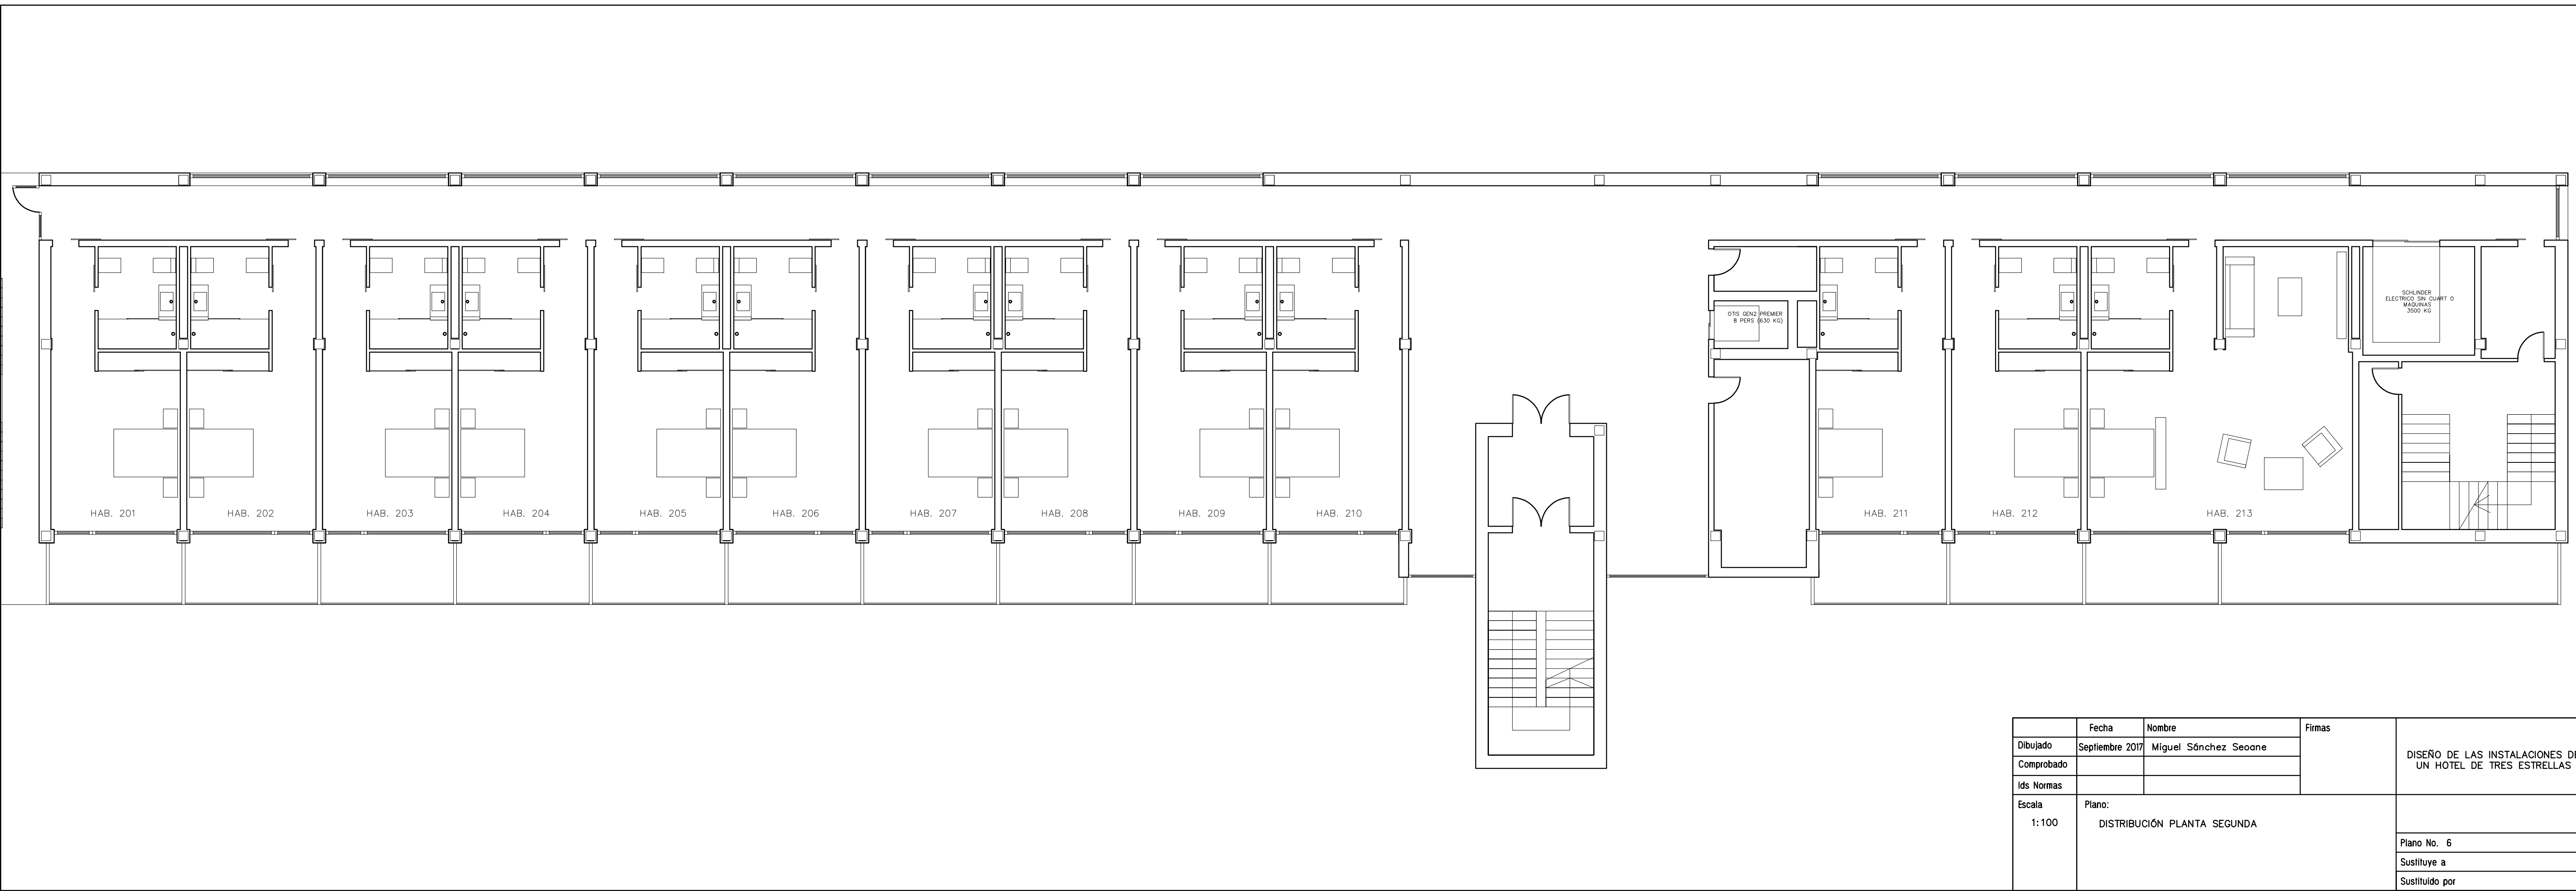 SCHLINDER
ELECTRICO SIN CUART O
MAQUINAS
3500 KG
OTIS GEN2 PREMIER
8 PERS (630 KG)
HAB. 201
HAB. 202
HAB. 203
HAB. 204
HAB. 205
HAB. 206
HAB. 207
HAB. 208
HAB. 209
HAB. 210
HAB. 211
HAB. 212
HAB. 213
Fecha
Nombre
Firmas
Dibujado
Septiembre 2017
Miguel Sánchez Seoane
Comprobado
Ids Normas
DISEÑO DE LAS INSTALACIONES D
UN HOTEL DE TRES ESTRELLAS
Escala
Plano:
1:100
DISTRIBUCIÓN PLANTA SEGUNDA
Plano No. 6
Sustituye a
Sustituido por